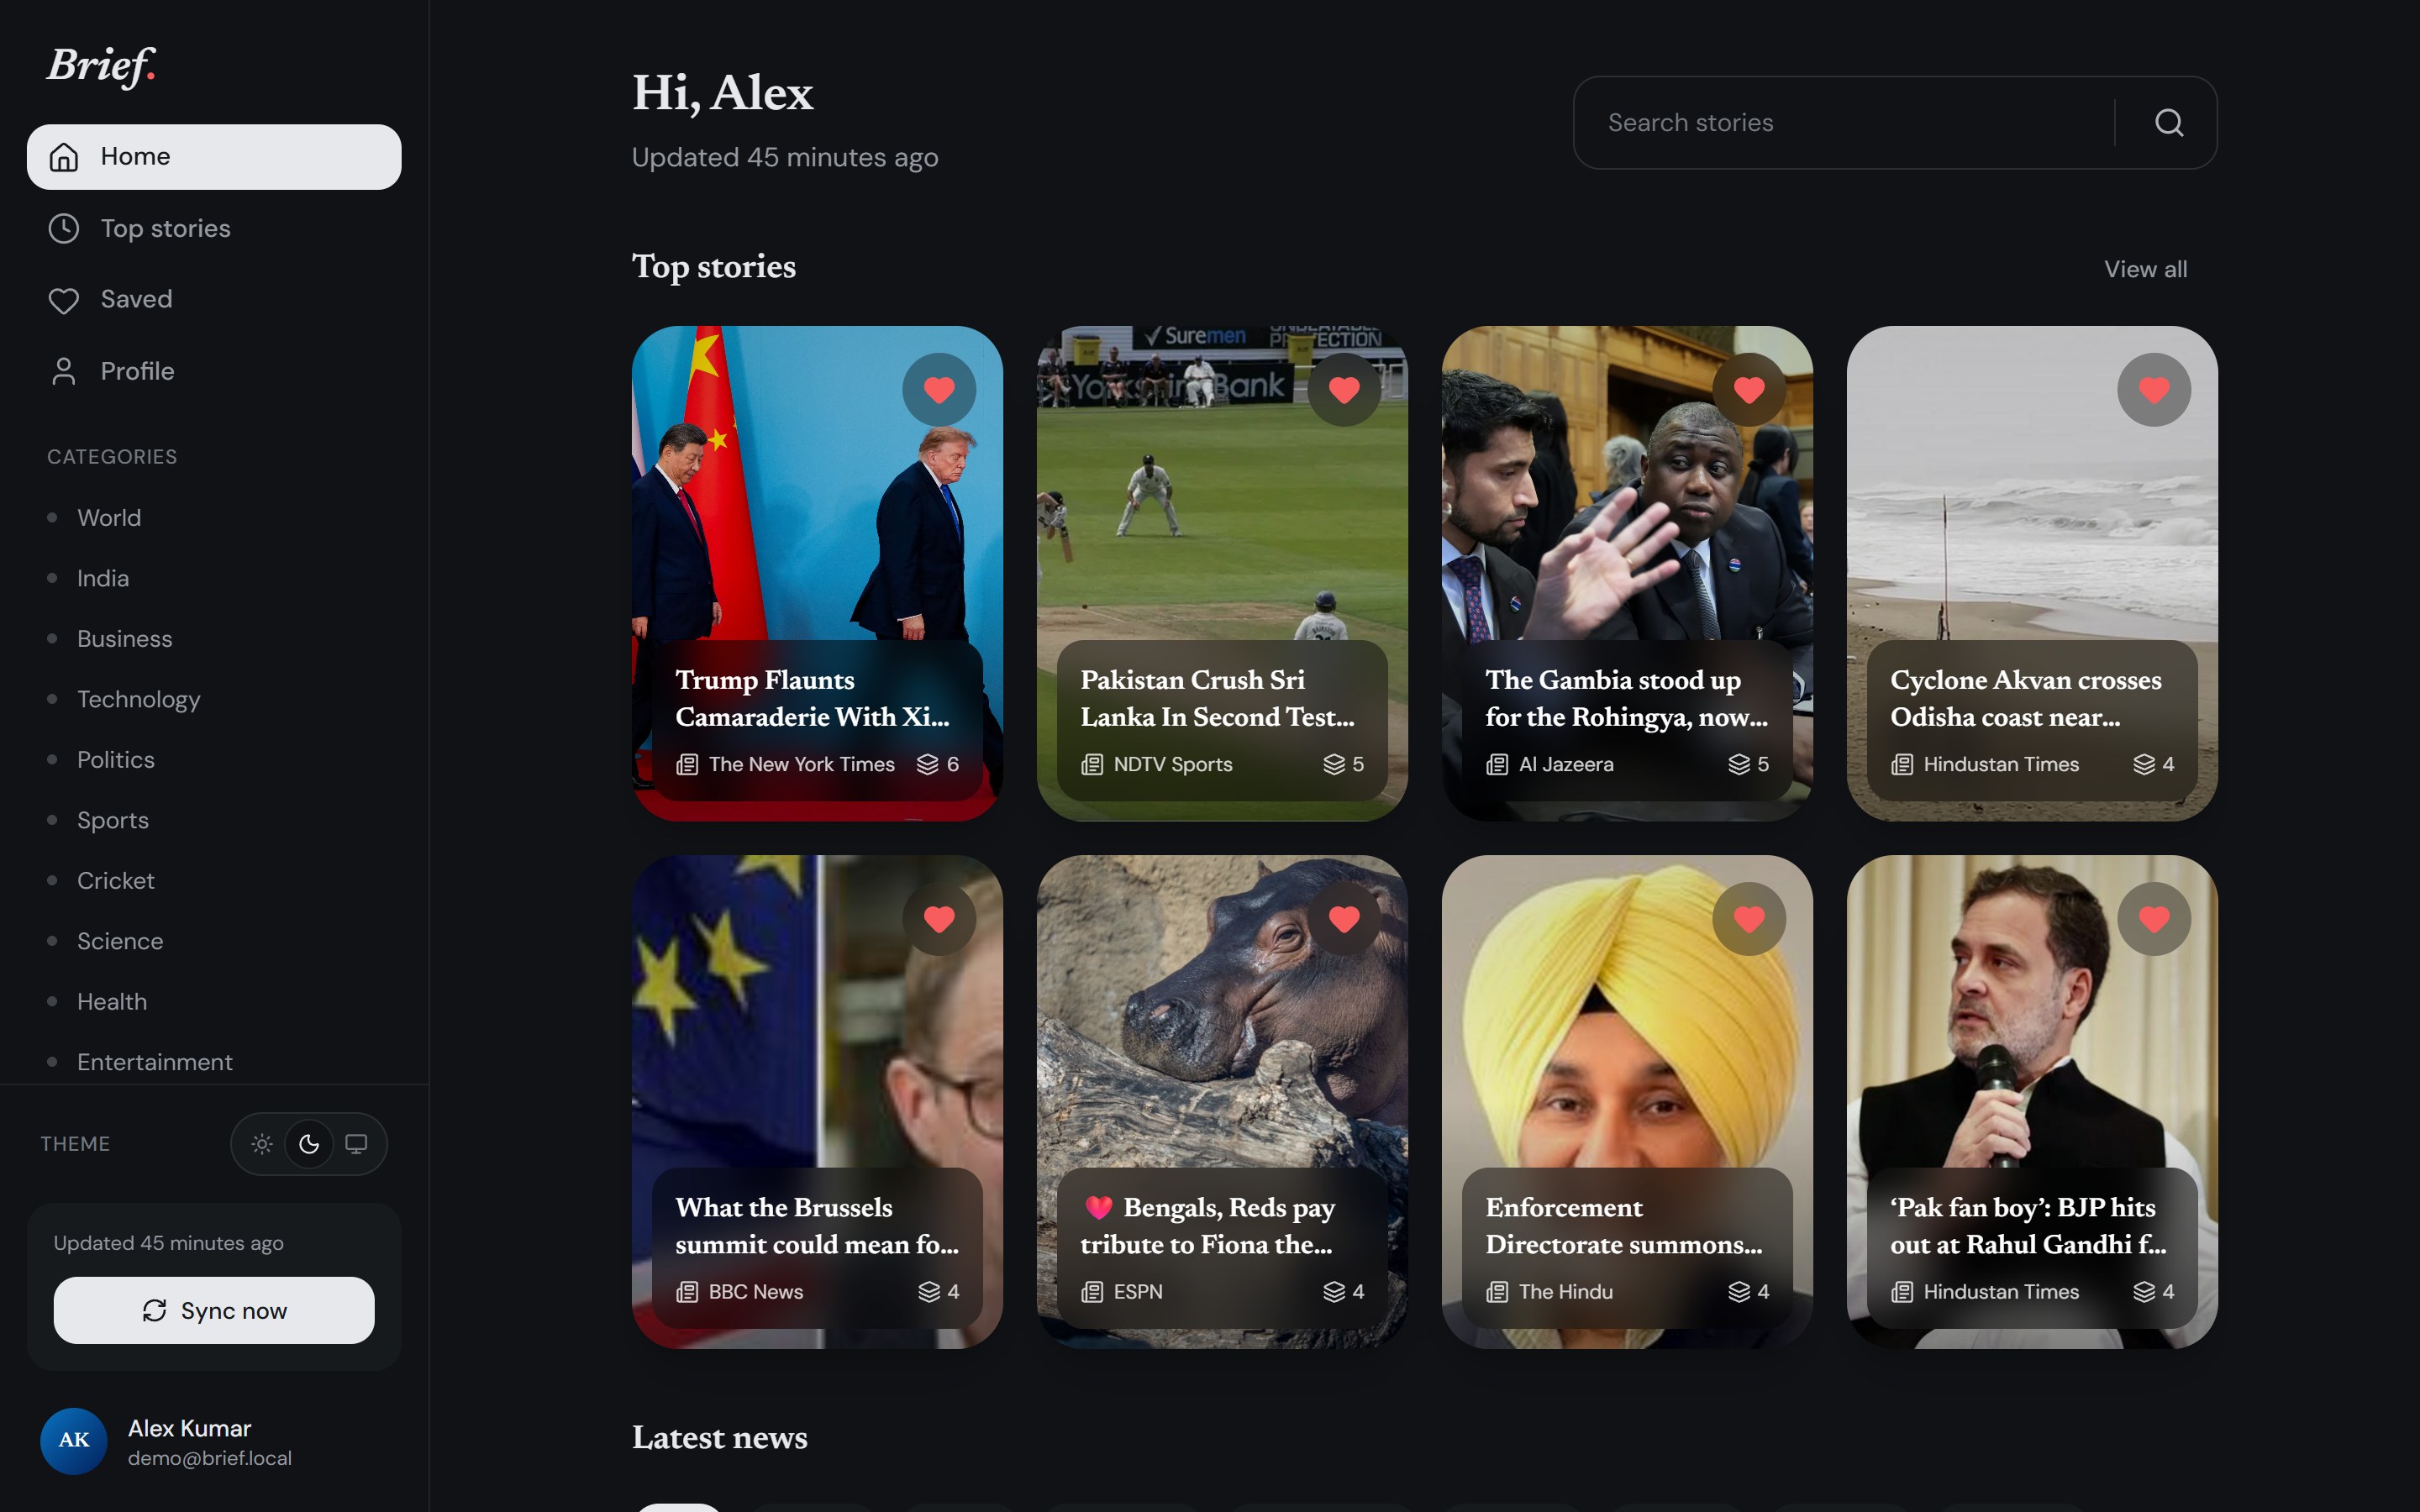 Brief.
Home
Top stories
Saved
Profile
CATEGORIES
World
India
Business
Technology
Politics
Sports
Cricket
Science
Health
Entertainment
THEME
Updated 45 minutes ago
Sync now
AK
Alex Kumar
demo@brief.local
Hi, Alex
Updated 45 minutes ago
Search stories
Top stories
View all
Suremen
Bank
Trump Flaunts
Camaraderie With Xi...
The New York Times 6
Pakistan Crush Sri
Lanka In Second Test...
NDTV Sports 5
The Gambia stood up
for the Rohingya, now...
Al Jazeera 5
Cyclone Akvan crosses
Odisha coast near...
Hindustan Times 4
What the Brussels
summit could mean fo...
BBC News 4
❤️ Bengals, Reds pay
tribute to Fiona the...
ESPN 4
Enforcement
Directorate summons...
The Hindu 4
‘Pak fan boy’: BJP hits
out at Rahul Gandhi f...
Hindustan Times 4
Latest news